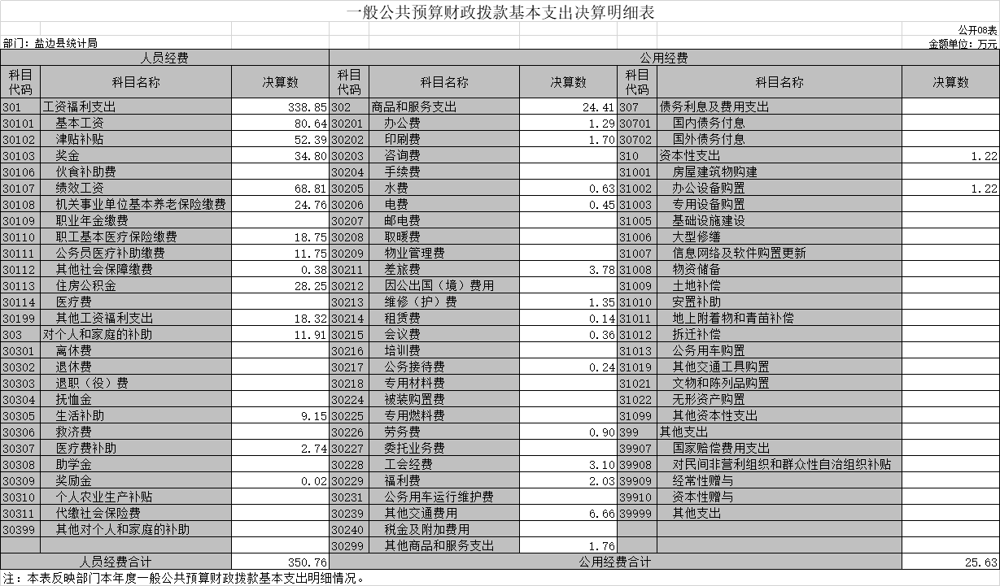 一般公共预算财政拨款基本支出决算明细表
公开08表
部门：盐边县统计局 金额单位：万元
人员经费 公用经费
科目代码 科目名称 决算数 科目代码 科目名称 决算数 科目代码 科目名称 决算数
301 工资福利支出 338.85 302 商品和服务支出 24.41 307 债务利息及费用支出
30101 基本工资 80.64 30201 办公费 1.29 30701 国内债务付息
30102 津贴补贴 52.39 30202 印刷费 1.70 30702 国外债务付息
30103 奖金 34.80 30203 咨询费 310 资本性支出 1.22
30106 伙食补助费 30204 手续费 31001 房屋建筑物购建
30107 绩效工资 68.81 30205 水费 0.63 31002 办公设备购置 1.22
30108 机关事业单位基本养老保险缴费 24.76 30206 电费 0.45 31003 专用设备购置
30109 职业年金缴费 30207 邮电费 31005 基础设施建设
30110 职工基本医疗保险缴费 18.75 30208 取暖费 31006 大型修缮
30111 公务员医疗补助缴费 11.75 30209 物业管理费 31007 信息网络及软件购置更新
30112 其他社会保障缴费 0.38 30211 差旅费 3.78 31008 物资储备
30113 住房公积金 28.25 30212 因公出国（境）费用 31009 土地补偿
30114 医疗费 30213 维修（护）费 1.35 31010 安置补助
30199 其他工资福利支出 18.32 30214 租赁费 0.14 31011 地上附着物和青苗补偿
303 对个人和家庭的补助 11.91 30215 会议费 0.36 31012 拆迁补偿
30301 离休费 30216 培训费 31013 公务用车购置
30302 退休费 30217 公务接待费 0.24 31019 其他交通工具购置
30303 退职（役）费 30218 专用材料费 31021 文物和陈列品购置
30304 抚恤金 30224 被装购置费 31022 无形资产购置
30305 生活补助 9.15 30225 专用燃料费 31099 其他资本性支出
30306 救济费 30226 劳务费 0.90 399 其他支出
30307 医疗费补助 2.74 30227 委托业务费 39907 国家赔偿费用支出
30308 助学金 30228 工会经费 3.10 39908 对民间非营利组织和群众性自治组织补贴
30309 奖励金 0.02 30229 福利费 2.03 39909 经常性赠与
30310 个人农业生产补贴 30231 公务用车运行维护费 39910 资本性赠与
30311 代缴社会保险费 30239 其他交通费用 6.66 39999 其他支出
30399 其他对个人和家庭的补助 30240 税金及附加费用
30299 其他商品和服务支出 1.76
人员经费合计 350.76 公用经费合计 25.63
注：本表反映部门本年度一般公共预算财政拨款基本支出明细情况。